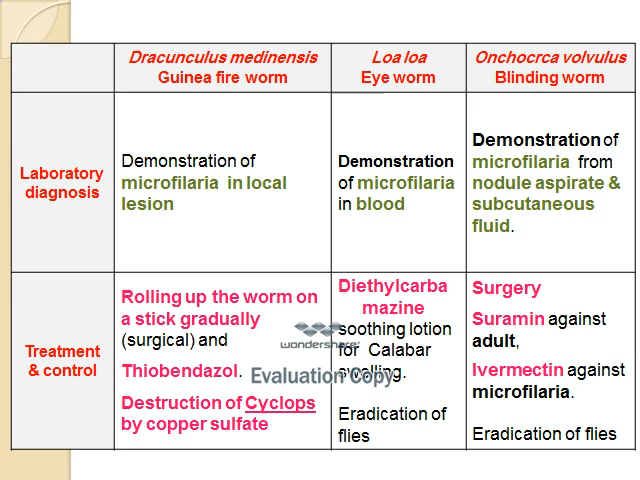 Dracunculus medinensis
Guinea fire worm
Loa loa
Eye worm
Onchocrca volvulus
Blinding worm
Laboratory
diagnosis
Demonstration of
microfilaria in local
lesion
Demonstration
of microfilaria
in blood
Demonstration of
microfilaria from
nodule aspirate &
subcutaneous
fluid.
Treatment
& control
Rolling up the worm on
a stick gradually
(surgical) and
Thiobendazol.
Destruction of Cyclops
by copper sulfate
Diethylcarba
mazine
soothing lotion
for Calabar
swelling.
Eradication of
flies
Surgery
Suramin against
adult,
Ivermectin against
microfilaria.
Eradication of flies
wondershare
Evaluation Copy